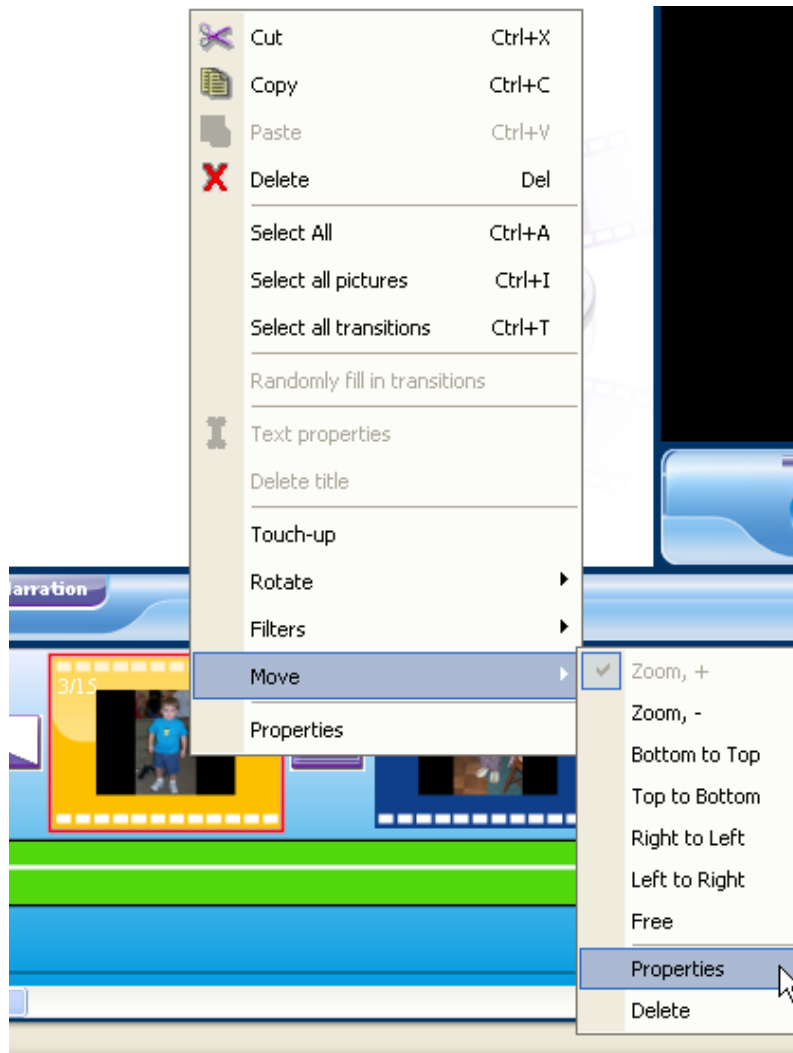 Cut Ctrl+X
Copy Ctrl+C
Paste Ctrl+V
Delete Del
Select All Ctrl+A
Select all pictures Ctrl+I
Select all transitions Ctrl+T
Randomly fill in transitions
Text properties
Delete title
Touch-up
Rotate
Filters
Move
Properties
Narration
3/15
Zoom, +
Zoom, -
Bottom to Top
Top to Bottom
Right to Left
Left to Right
Free
Properties
Delete